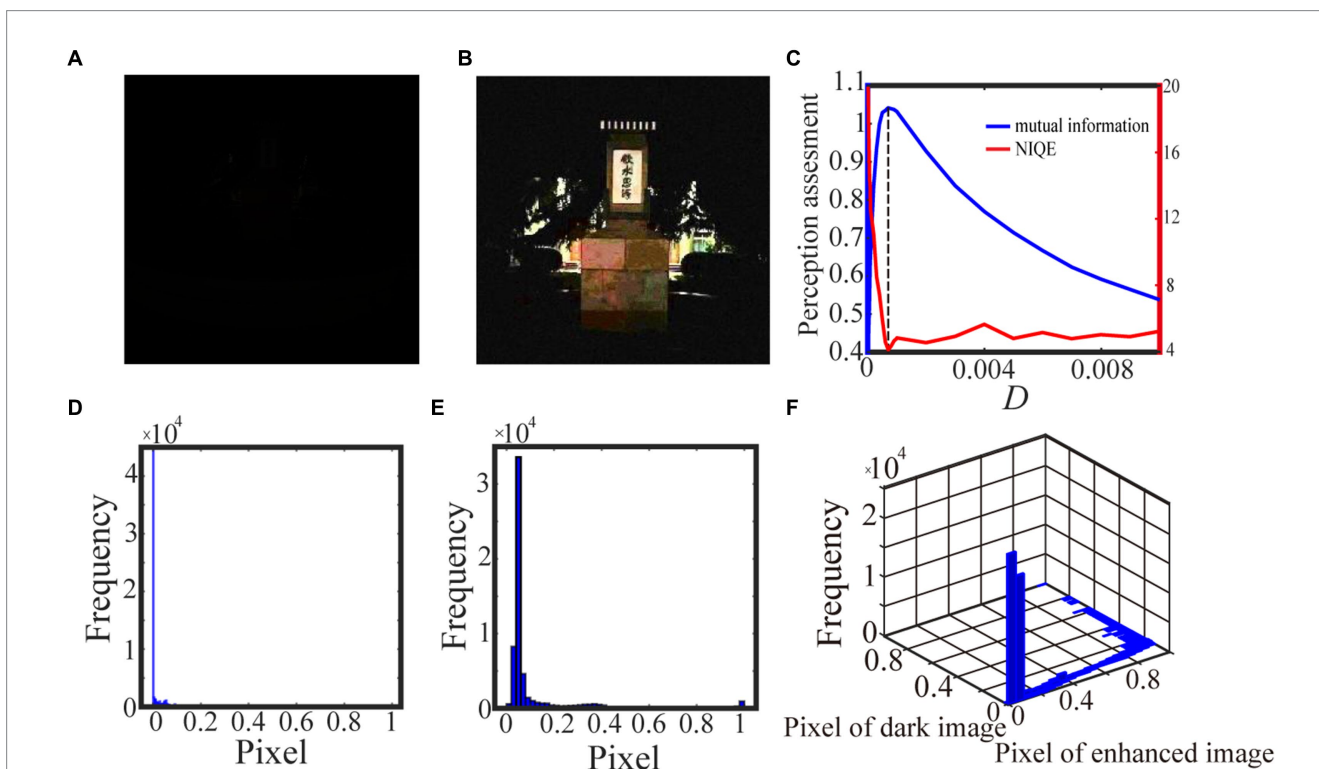 A
B
C
飲水思源
1.1
1
0.9
0.8
0.7
0.6
0.5
0.4
Perception assesment
mutual information
NIQE
20
16
12
8
4
0
0.004
0.008
D
D
×10⁴
4
3
2
1
0
Frequency
0
0.2
0.4
0.6
0.8
1
Pixel
E
×10⁴
3
2
1
0
Frequency
0
0.2
0.4
0.6
0.8
1
Pixel
F
×10⁴
2
1
0
Frequency
0.8
0.4
0
0
0.4
0.8
Pixel of dark image
Pixel of enhanced image